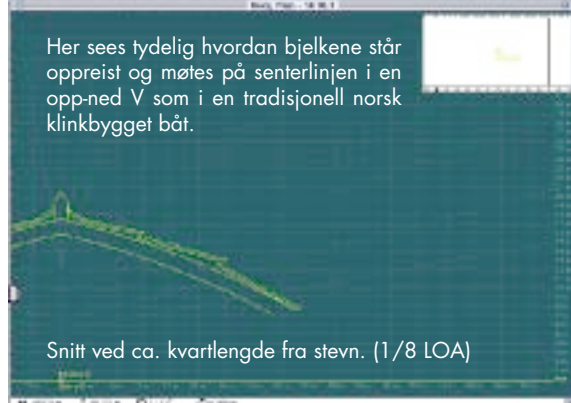 Her sees tydelig hvordan bjelkene står
oppreist og møtes på senterlinjen i en
opp-ned V som i en tradisjonell norsk
klinkbygget båt.
Snitt ved ca. kvartlengde fra stevn. (1/8 LOA)